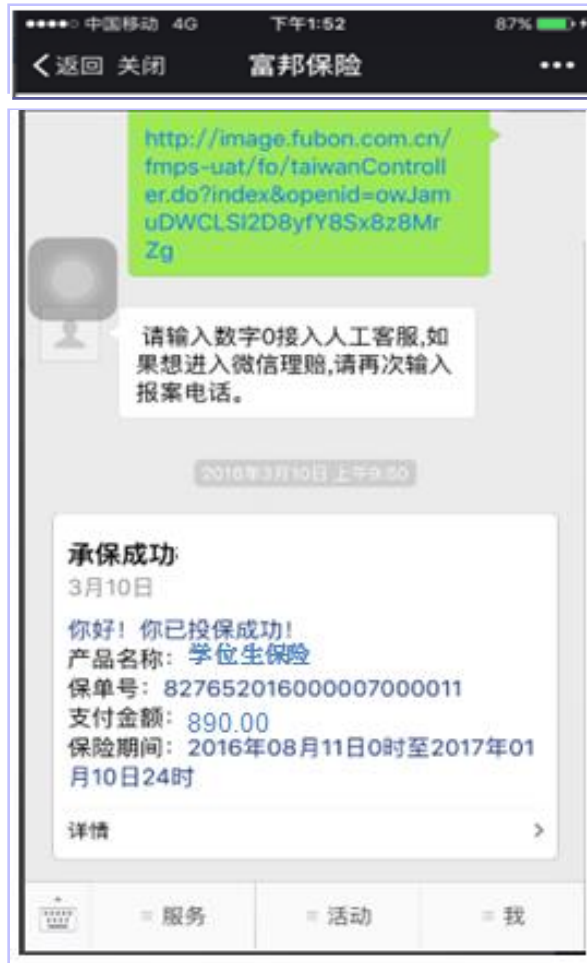 中国移动 4G 下午1:52 87%
返回 关闭 富邦保险
http://image.fubon.com.cn/
fmps-uat/fo/taiwanControll
er.do?index&openid=owJam
uDWCLSI2D8yfY8Sx8z8Mr
Zg
请输入数字0接入人工客服,如
果想进入微信理赔,请再次输入
报案电话。
2016年3月10日 上午9:50
承保成功
3月10日
你好！你已投保成功！
产品名称：学位生保险
保单号：827652016000007000011
支付金额：890.00
保险期间：2016年08月11日0时至2017年01
月10日24时
详情
服务 活动 我